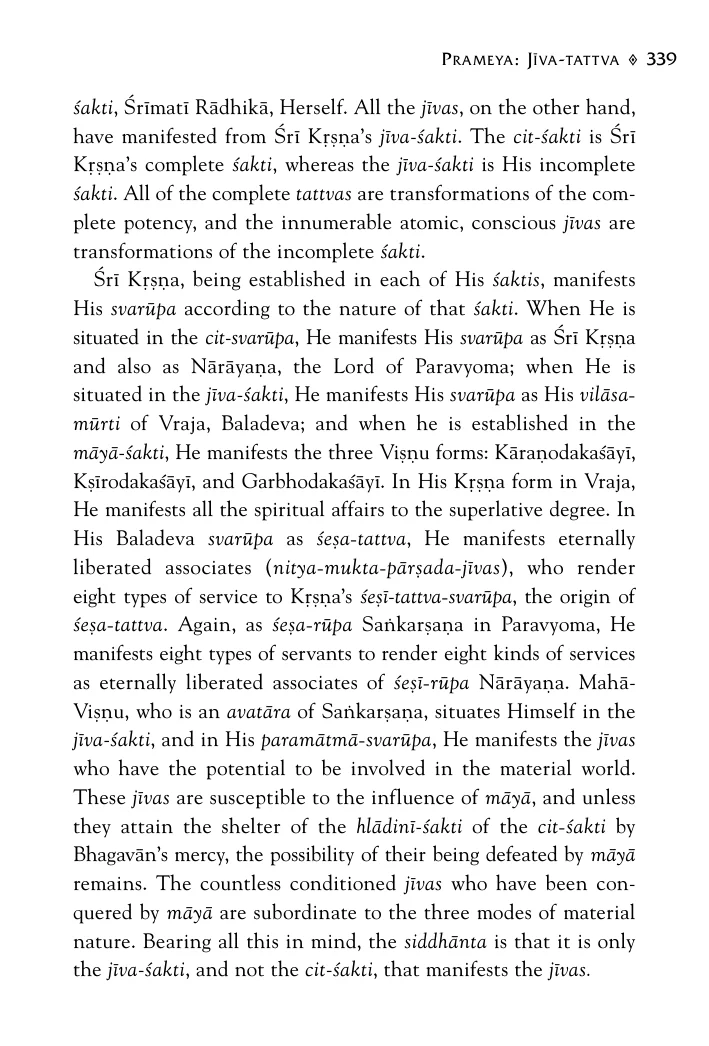 Prameya: Jīva-tattva ◈ 339
śakti, Śrīmatī Rādhikā, Herself. All the jīvas, on the other hand,
have manifested from Śrī Kṛṣṇa’s jīva-śakti. The cit-śakti is Śrī
Kṛṣṇa’s complete śakti, whereas the jīva-śakti is His incomplete
śakti. All of the complete tattvas are transformations of the com-
plete potency, and the innumerable atomic, conscious jīvas are
transformations of the incomplete śakti.
Śrī Kṛṣṇa, being established in each of His śaktis, manifests
His svarūpa according to the nature of that śakti. When He is
situated in the cit-svarūpa, He manifests His svarūpa as Śrī Kṛṣṇa
and also as Nārāyaṇa, the Lord of Paravyoma; when He is
situated in the jīva-śakti, He manifests His svarūpa as His vilāsa-
mūrti of Vraja, Baladeva; and when he is established in the
māyā-śakti, He manifests the three Viṣṇu forms: Kāraṇodakaśāyī,
Kṣīrodakaśāyī, and Garbhodakaśāyī. In His Kṛṣṇa form in Vraja,
He manifests all the spiritual affairs to the superlative degree. In
His Baladeva svarūpa as śeṣa-tattva, He manifests eternally
liberated associates (nitya-mukta-pārṣada-jīvas), who render
eight types of service to Kṛṣṇa’s śeṣī-tattva-svarūpa, the origin of
śeṣa-tattva. Again, as śeṣa-rūpa Saṅkarṣaṇa in Paravyoma, He
manifests eight types of servants to render eight kinds of services
as eternally liberated associates of śeṣī-rūpa Nārāyaṇa. Mahā-
Viṣṇu, who is an avatāra of Saṅkarṣaṇa, situates Himself in the
jīva-śakti, and in His paramātmā-svarūpa, He manifests the jīvas
who have the potential to be involved in the material world.
These jīvas are susceptible to the influence of māyā, and unless
they attain the shelter of the hlādinī-śakti of the cit-śakti by
Bhagavān’s mercy, the possibility of their being defeated by māyā
remains. The countless conditioned jīvas who have been con-
quered by māyā are subordinate to the three modes of material
nature. Bearing all this in mind, the siddhānta is that it is only
the jīva-śakti, and not the cit-śakti, that manifests the jīvas.